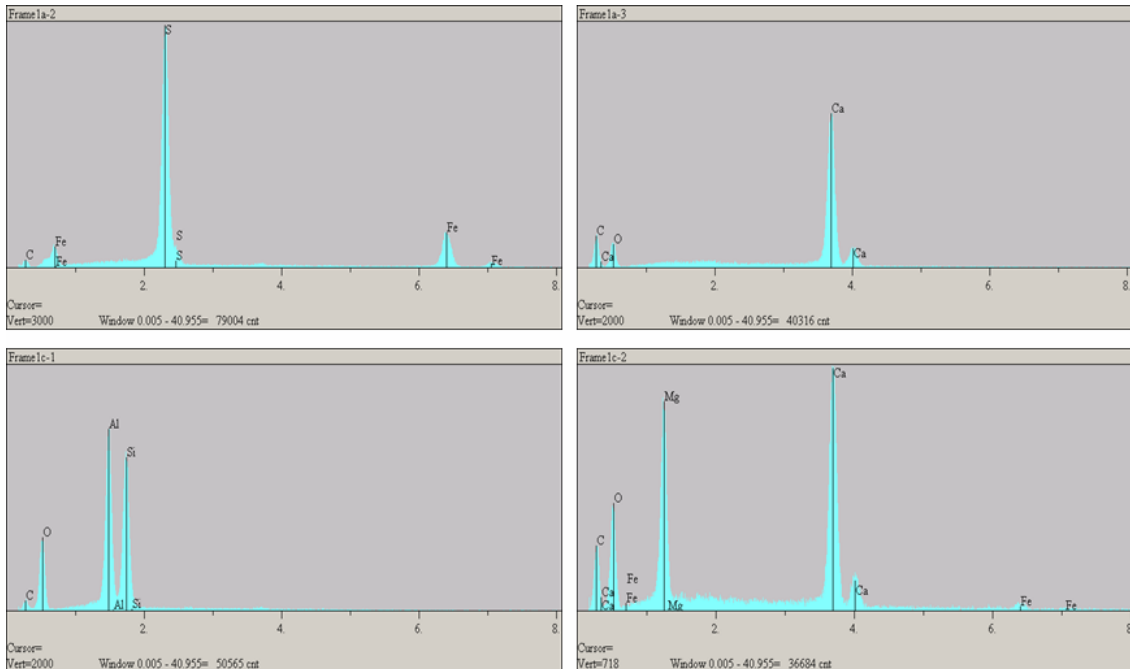 Frame1a-2
S
Fe
Fe
C
S
S
Fe
Fe
2.
4.
6.
8.
Cursor=
Vert=3000 Window 0.005 - 40.955= 79004 cnt
Frame1a-3
Ca
C
O
Ca
Ca
2.
4.
6.
8.
Cursor=
Vert=2000 Window 0.005 - 40.955= 40316 cnt
Frame1c-1
Al
Si
O
C
Al
Si
2.
4.
6.
8.
Cursor=
Vert=2000 Window 0.005 - 40.955= 50565 cnt
Frame1c-2
Ca
Mg
O
C
Fe
Ca
Ca
Fe
Ca
Mg
Fe
Fe
2.
4.
6.
8.
Cursor=
Vert=718 Window 0.005 - 40.955= 36684 cnt